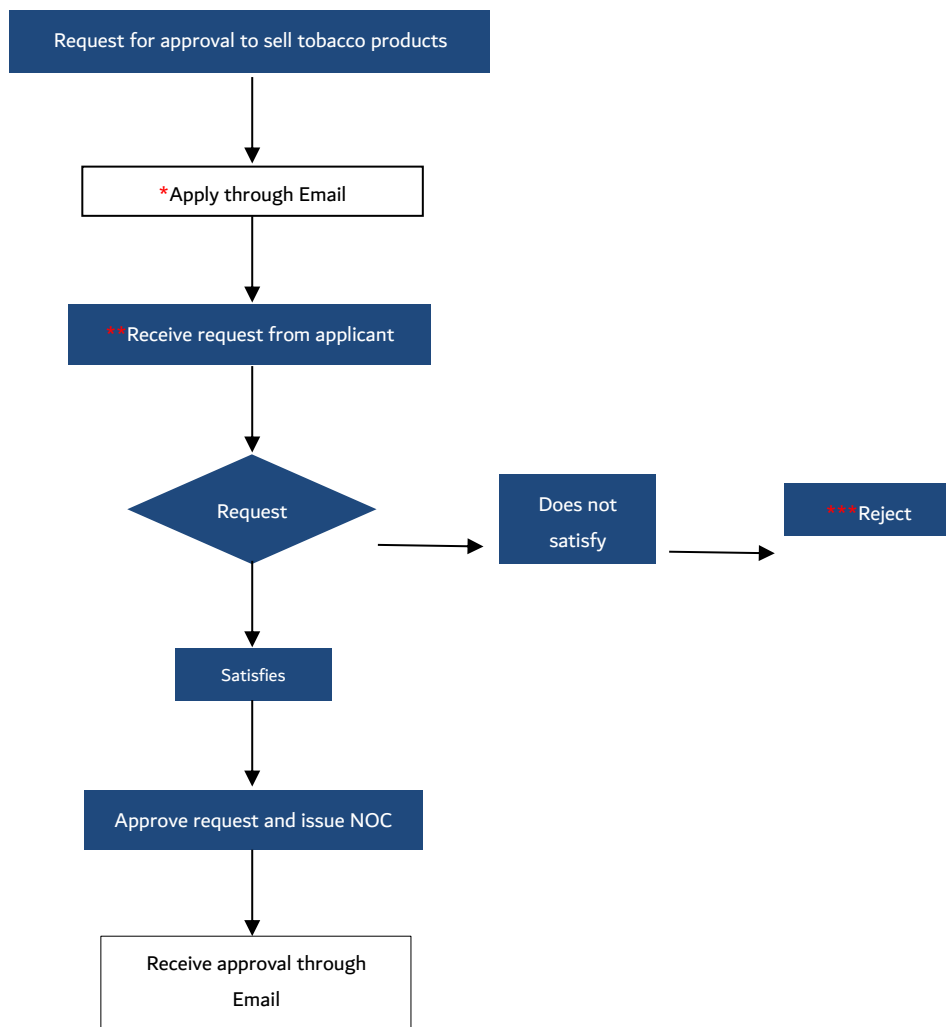 Request for approval to sell tobacco products
*Apply through Email
**Receive request from applicant
Request
Does not
satisfy
***Reject
Satisfies
Approve request and issue NOC
Receive approval through
Email